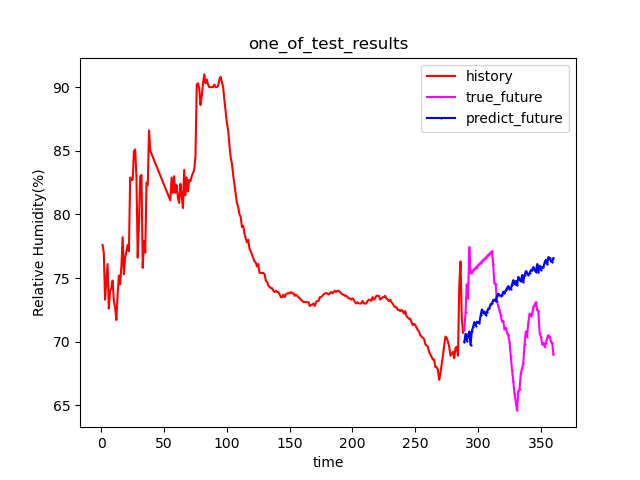 one_of_test_results
history
true_future
predict_future
Relative Humidity(%)
90
85
80
75
70
65
0
50
100
150
200
250
300
350
time